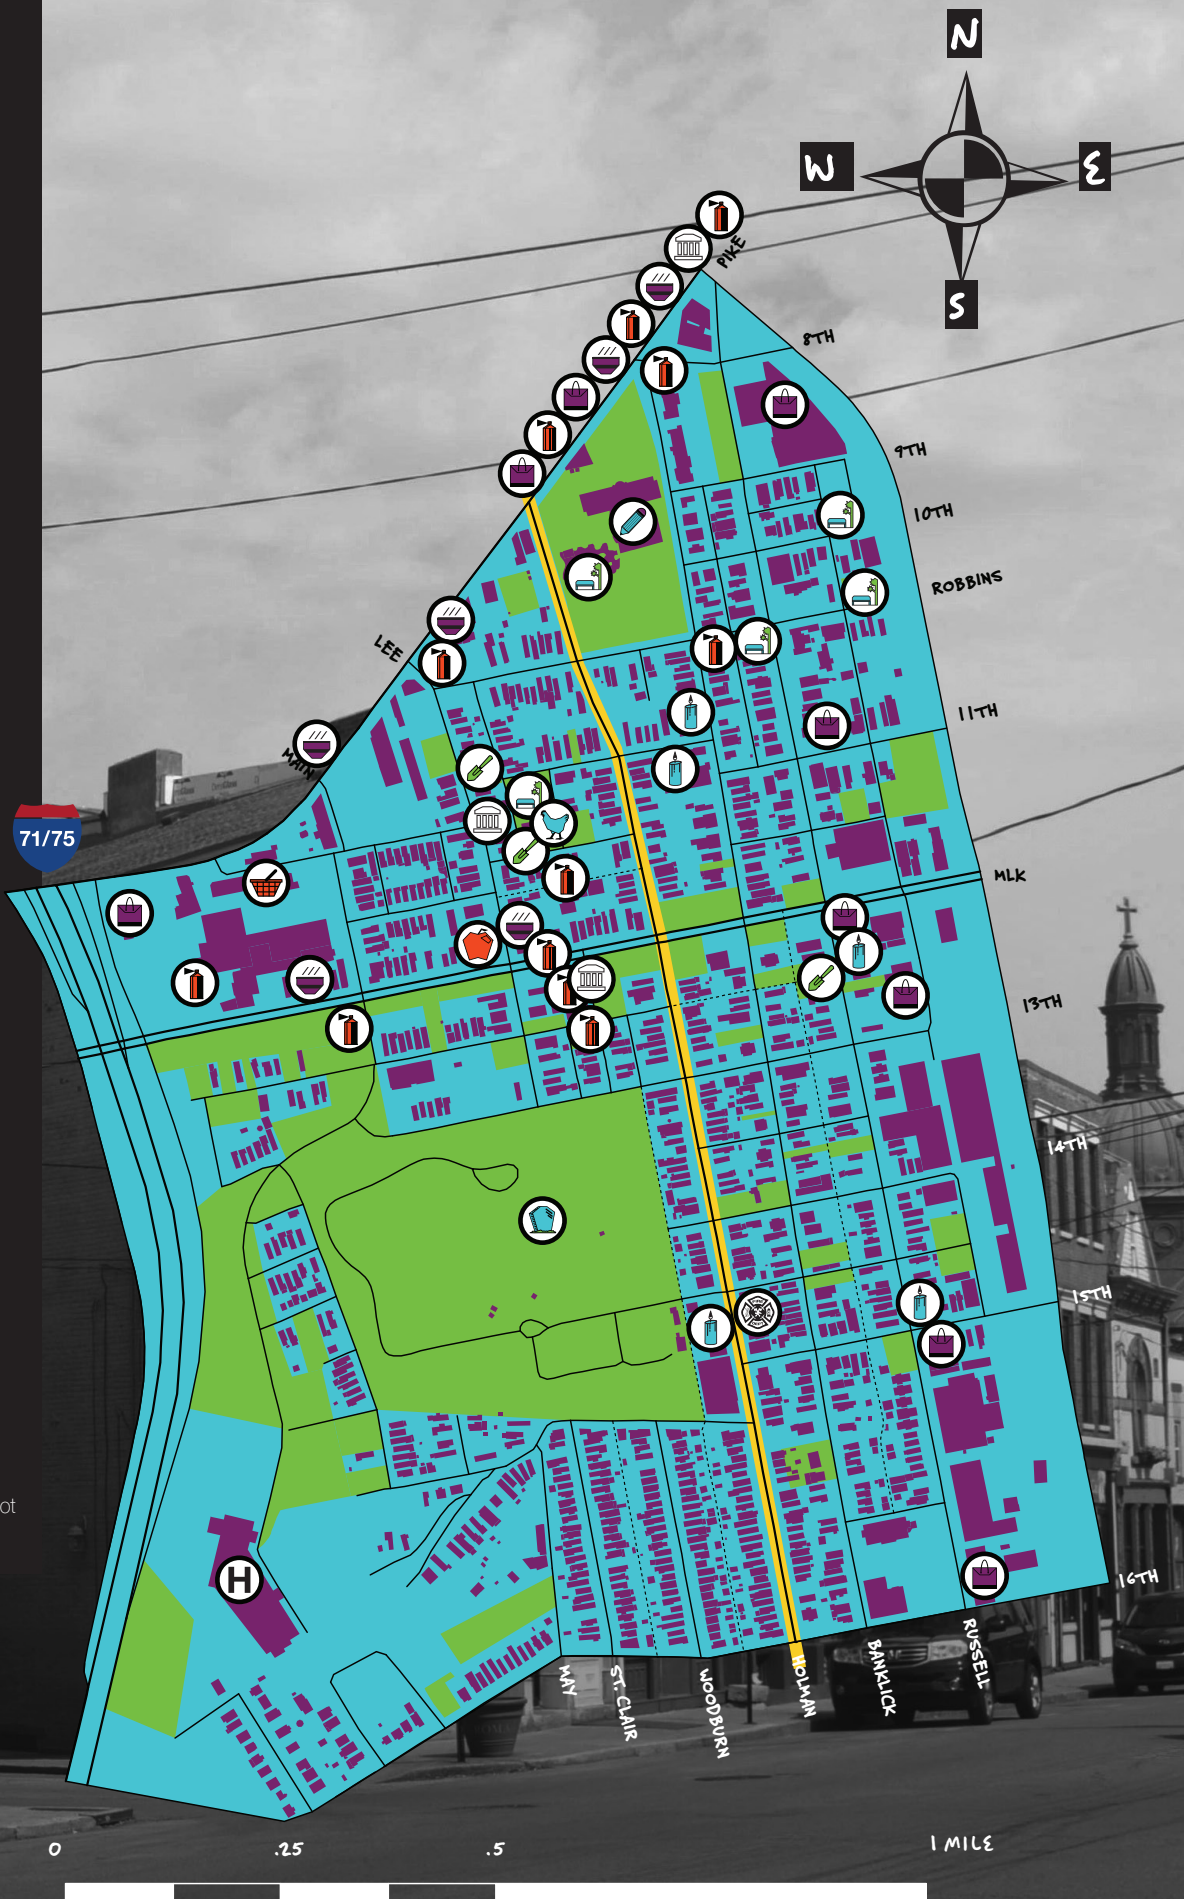 N
W
E
S
PIKE
8TH
9TH
10TH
ROBBINS
LEE
11TH
MAIN
71/75
MLK
13TH
14TH
15TH
ot
H
16TH
MAY
ST. CLAIR
WOODBURN
HOLMAN
BANKLICK
RUSSELL
0
.25
.5
1 MILE